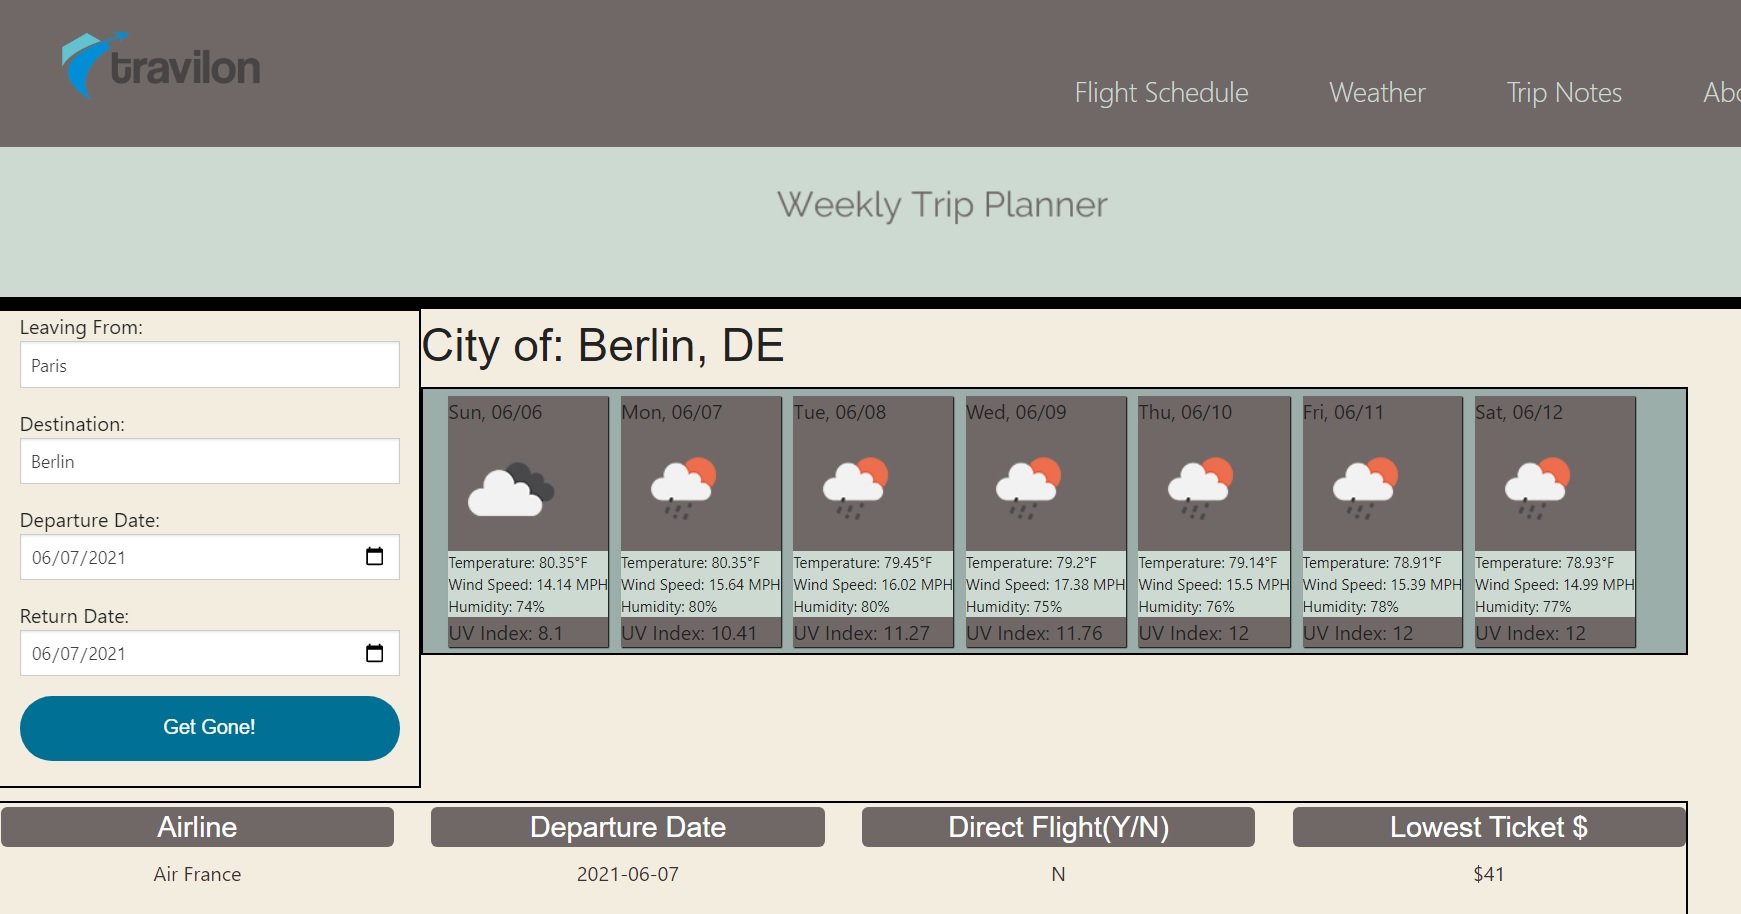 travilon
Flight Schedule Weather Trip Notes Abo
Weekly Trip Planner
Leaving From:
Paris
Destination:
Berlin
Departure Date:
06/07/2021
Return Date:
06/07/2021
Get Gone!
City of: Berlin, DE
Sun, 06/06
Temperature: 80.35°F
Wind Speed: 14.14 MPH
Humidity: 74%
UV Index: 8.1
Mon, 06/07
Temperature: 80.35°F
Wind Speed: 15.64 MPH
Humidity: 80%
UV Index: 10.41
Tue, 06/08
Temperature: 79.45°F
Wind Speed: 16.02 MPH
Humidity: 80%
UV Index: 11.27
Wed, 06/09
Temperature: 79.2°F
Wind Speed: 17.38 MPH
Humidity: 75%
UV Index: 11.76
Thu, 06/10
Temperature: 79.14°F
Wind Speed: 15.5 MPH
Humidity: 76%
UV Index: 12
Fri, 06/11
Temperature: 78.91°F
Wind Speed: 15.39 MPH
Humidity: 78%
UV Index: 12
Sat, 06/12
Temperature: 78.93°F
Wind Speed: 14.99 MPH
Humidity: 77%
UV Index: 12
Airline Departure Date Direct Flight(Y/N) Lowest Ticket $
Air France 2021-06-07 N $41